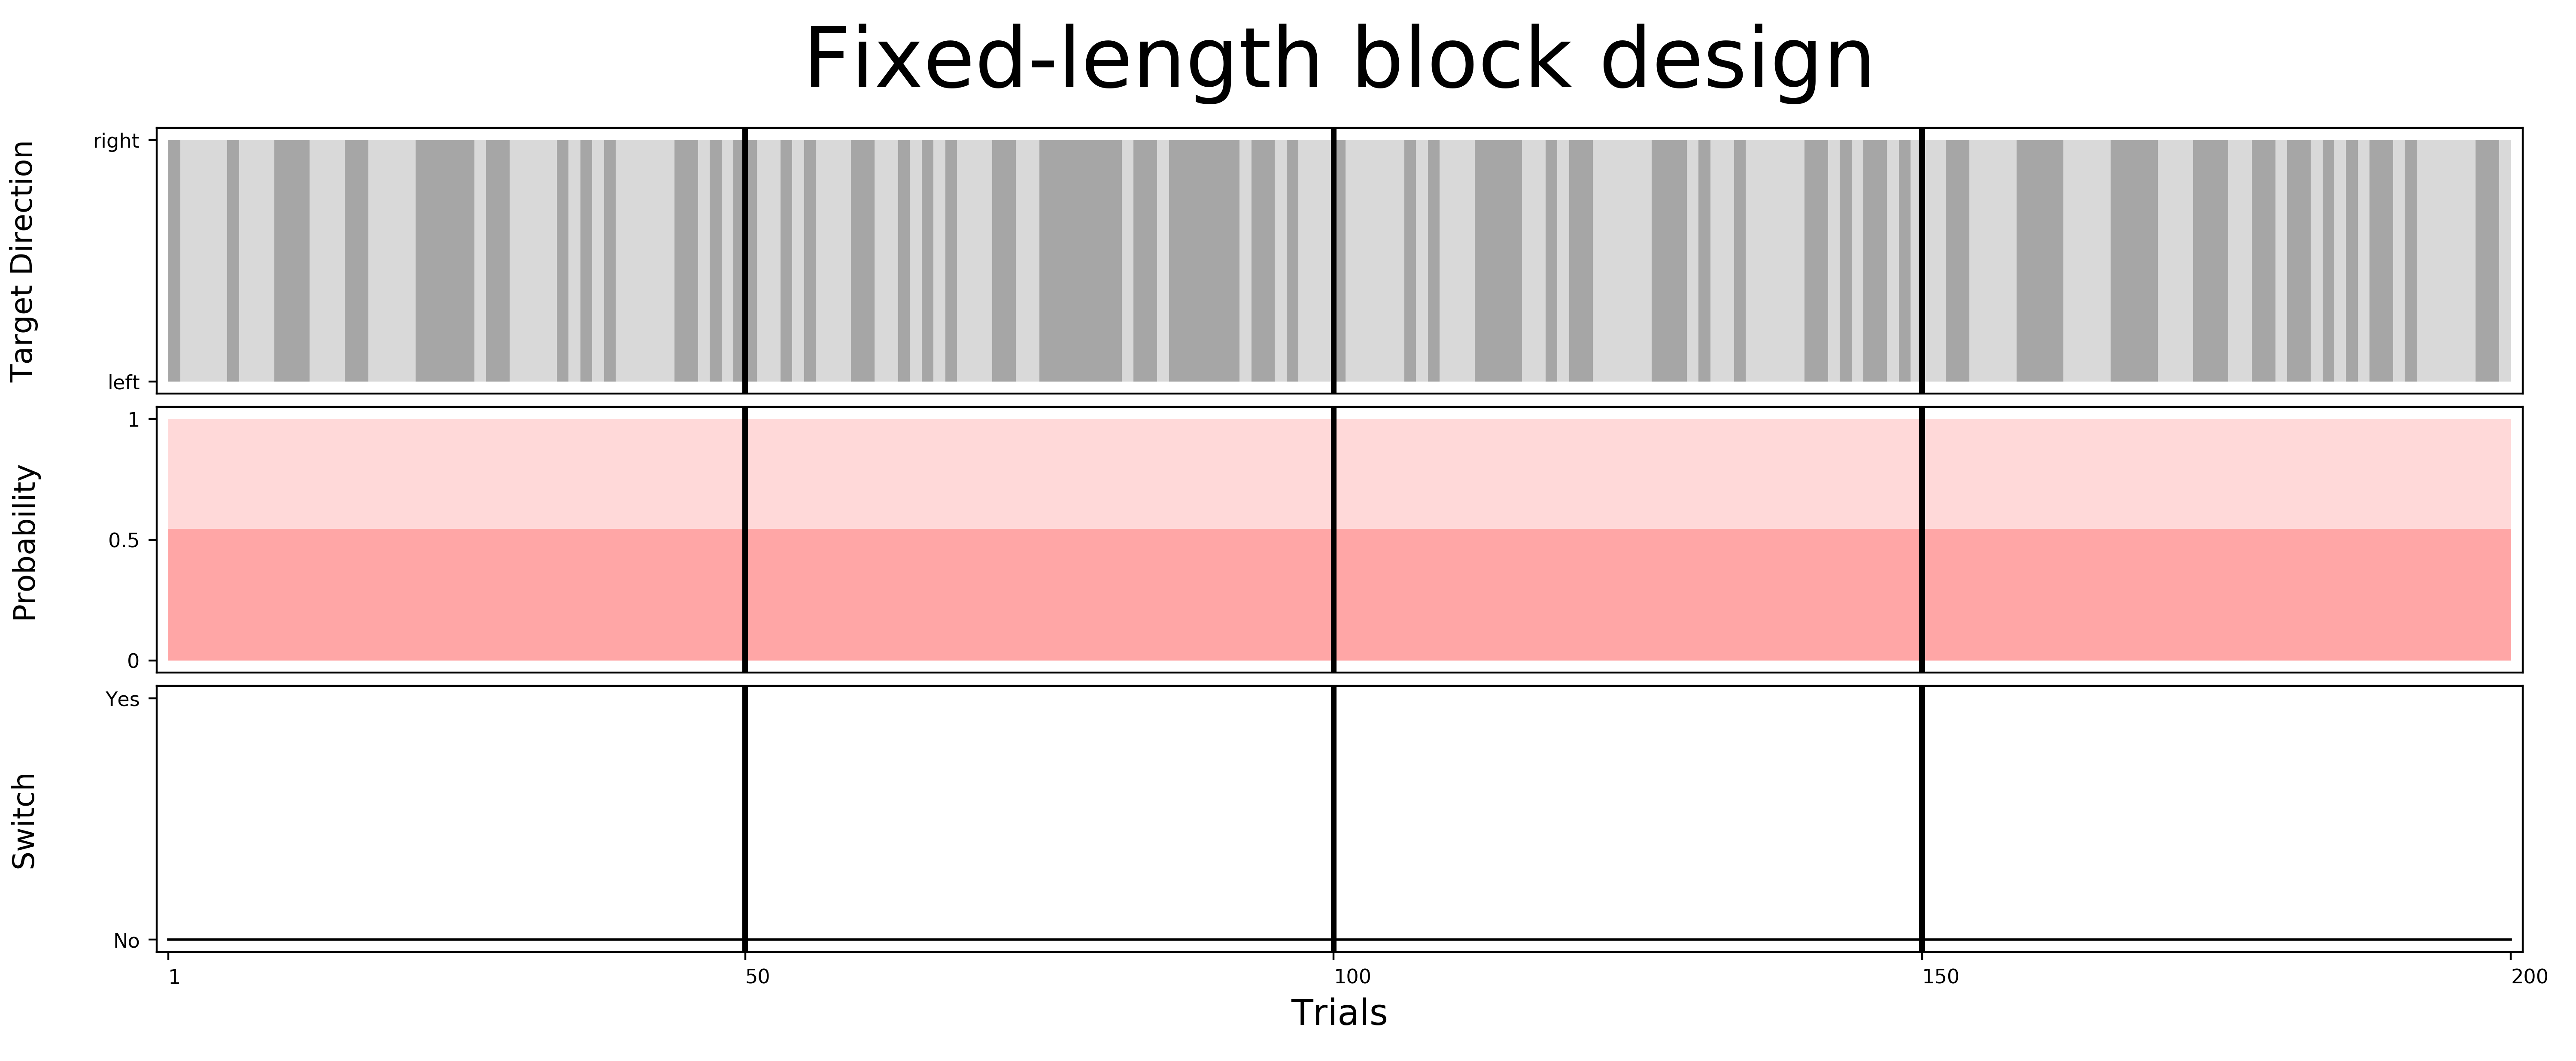 Fixed-length block design
Target Direction
right
left
Probability
1
0.5
0
Switch
Yes
No
1 50 100 150 200
Trials